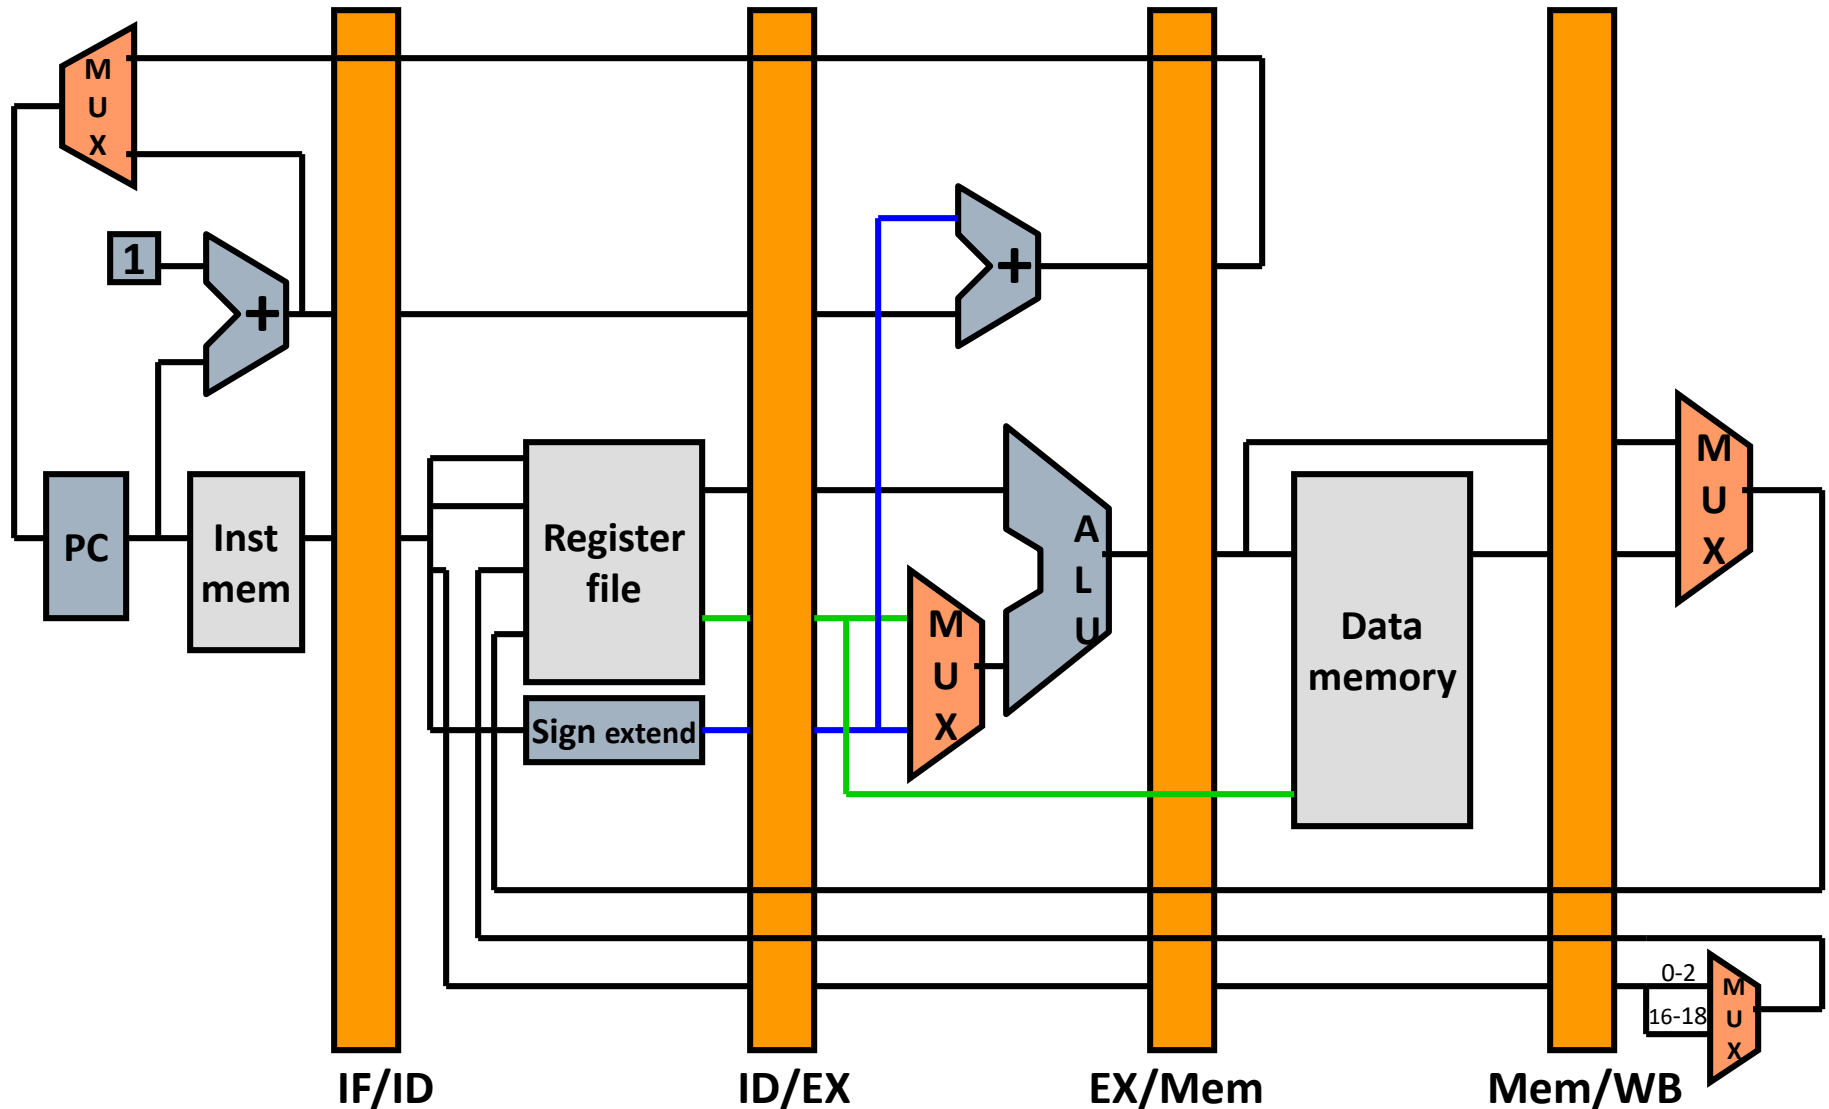 M
U
X
1
+
+
PC
Inst
mem
Register
file
Sign extend
M
U
X
A
L
U
Data
memory
M
U
X
0-2
16-18
M
U
X
IF/ID
ID/EX
EX/Mem
Mem/WB